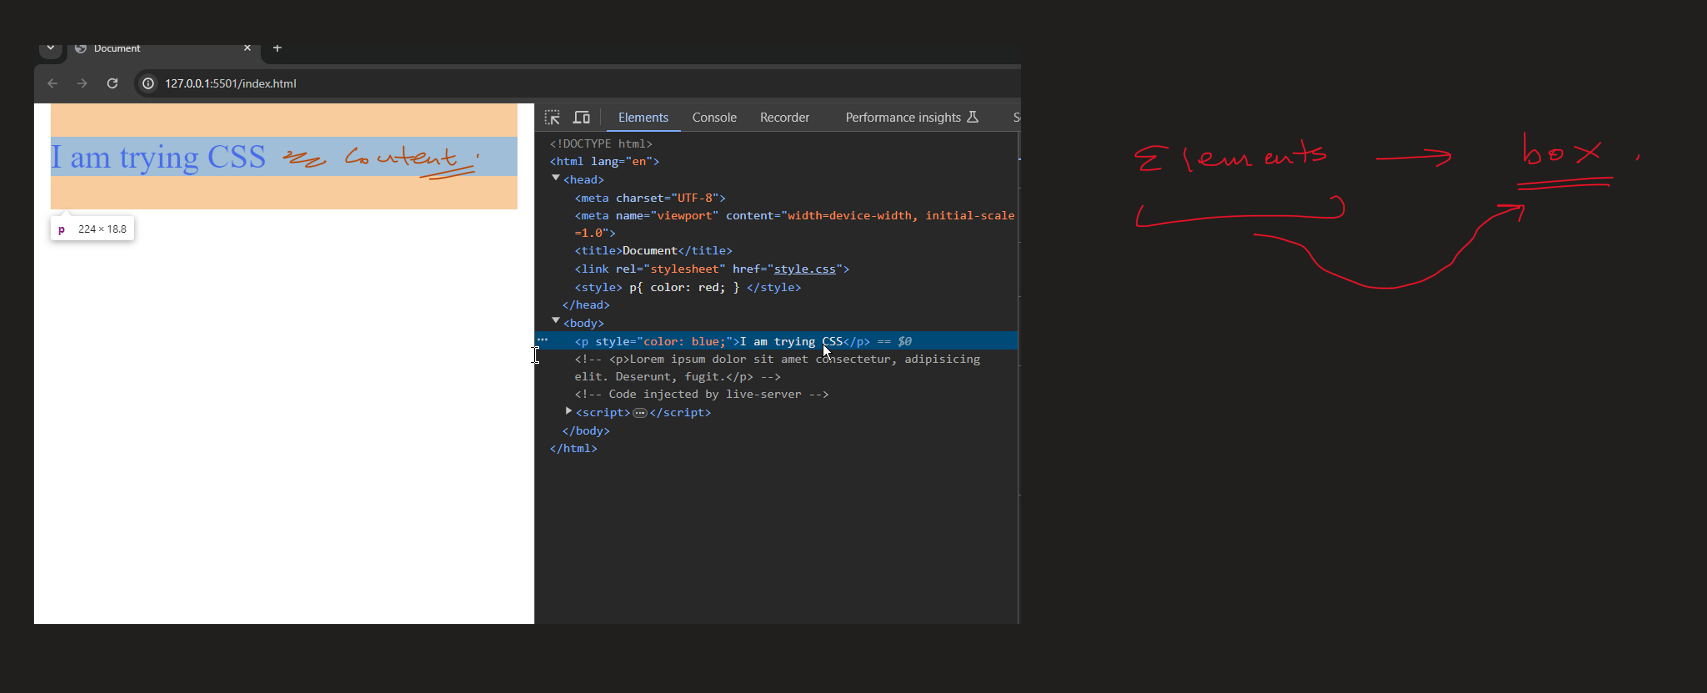 Document
127.0.0.1:5501/index.html
I am trying CSS content.
p 224 × 18.8
Elements Console Recorder Performance insights
<!DOCTYPE html>
<html lang="en">
<head>
<meta charset="UTF-8">
<meta name="viewport" content="width=device-width, initial-scale
=1.0">
<title>Document</title>
<link rel="stylesheet" href="style.css">
<style> p{ color: red; } </style>
</head>
<body>
<p style="color: blue;">I am trying CSS</p> == $0
<!-- <p>Lorem ipsum dolor sit amet consectetur, adipisicing
elit. Deserunt, fugit.</p> -->
<!-- Code injected by live-server -->
<script>…</script>
</body>
</html>
Elements → box.